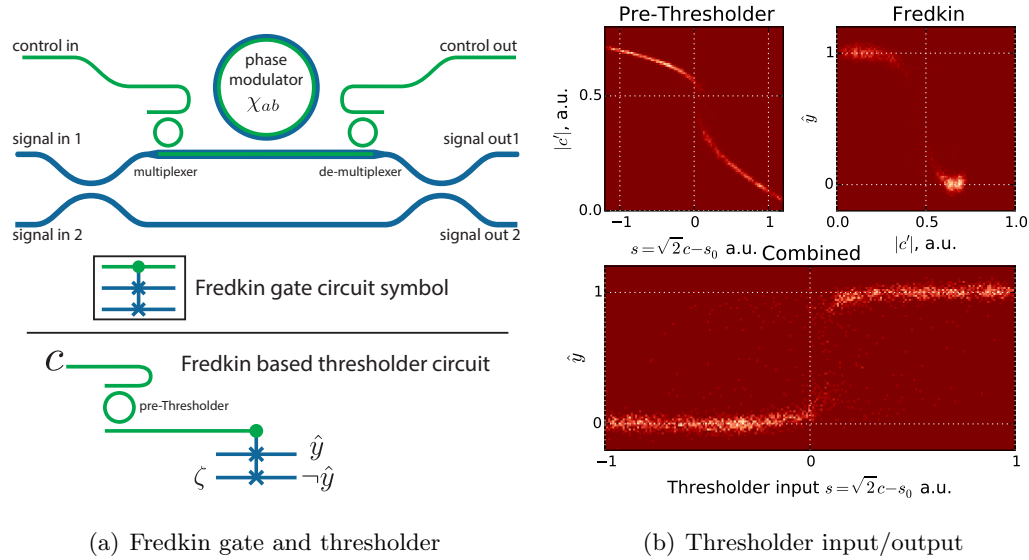 control in
control out
phase
modulator
χab
signal in 1
signal out1
multiplexer
de-multiplexer
signal in 2
signal out 2
Fredkin gate circuit symbol
c
Fredkin based thresholder circuit
pre-Thresholder
ŷ
ζ
¬ŷ
(a) Fredkin gate and thresholder
Pre-Thresholder
|c'|, a.u.
0.5
0.0
−1
0
1
s=√2c−s0 a.u.
Fredkin
ŷ
1
0
0.0
0.5
1.0
|c'|, a.u.
Combined
ŷ
1
0
−1
0
1
Thresholder input s=√2c−s0 a.u.
(b) Thresholder input/output